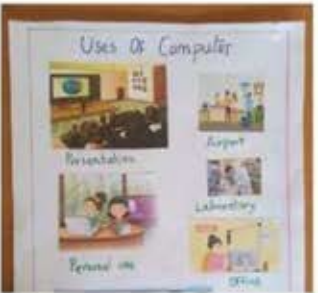 Uses Of Computer
Presentation
Airport
Laboratory
Personal use
Office